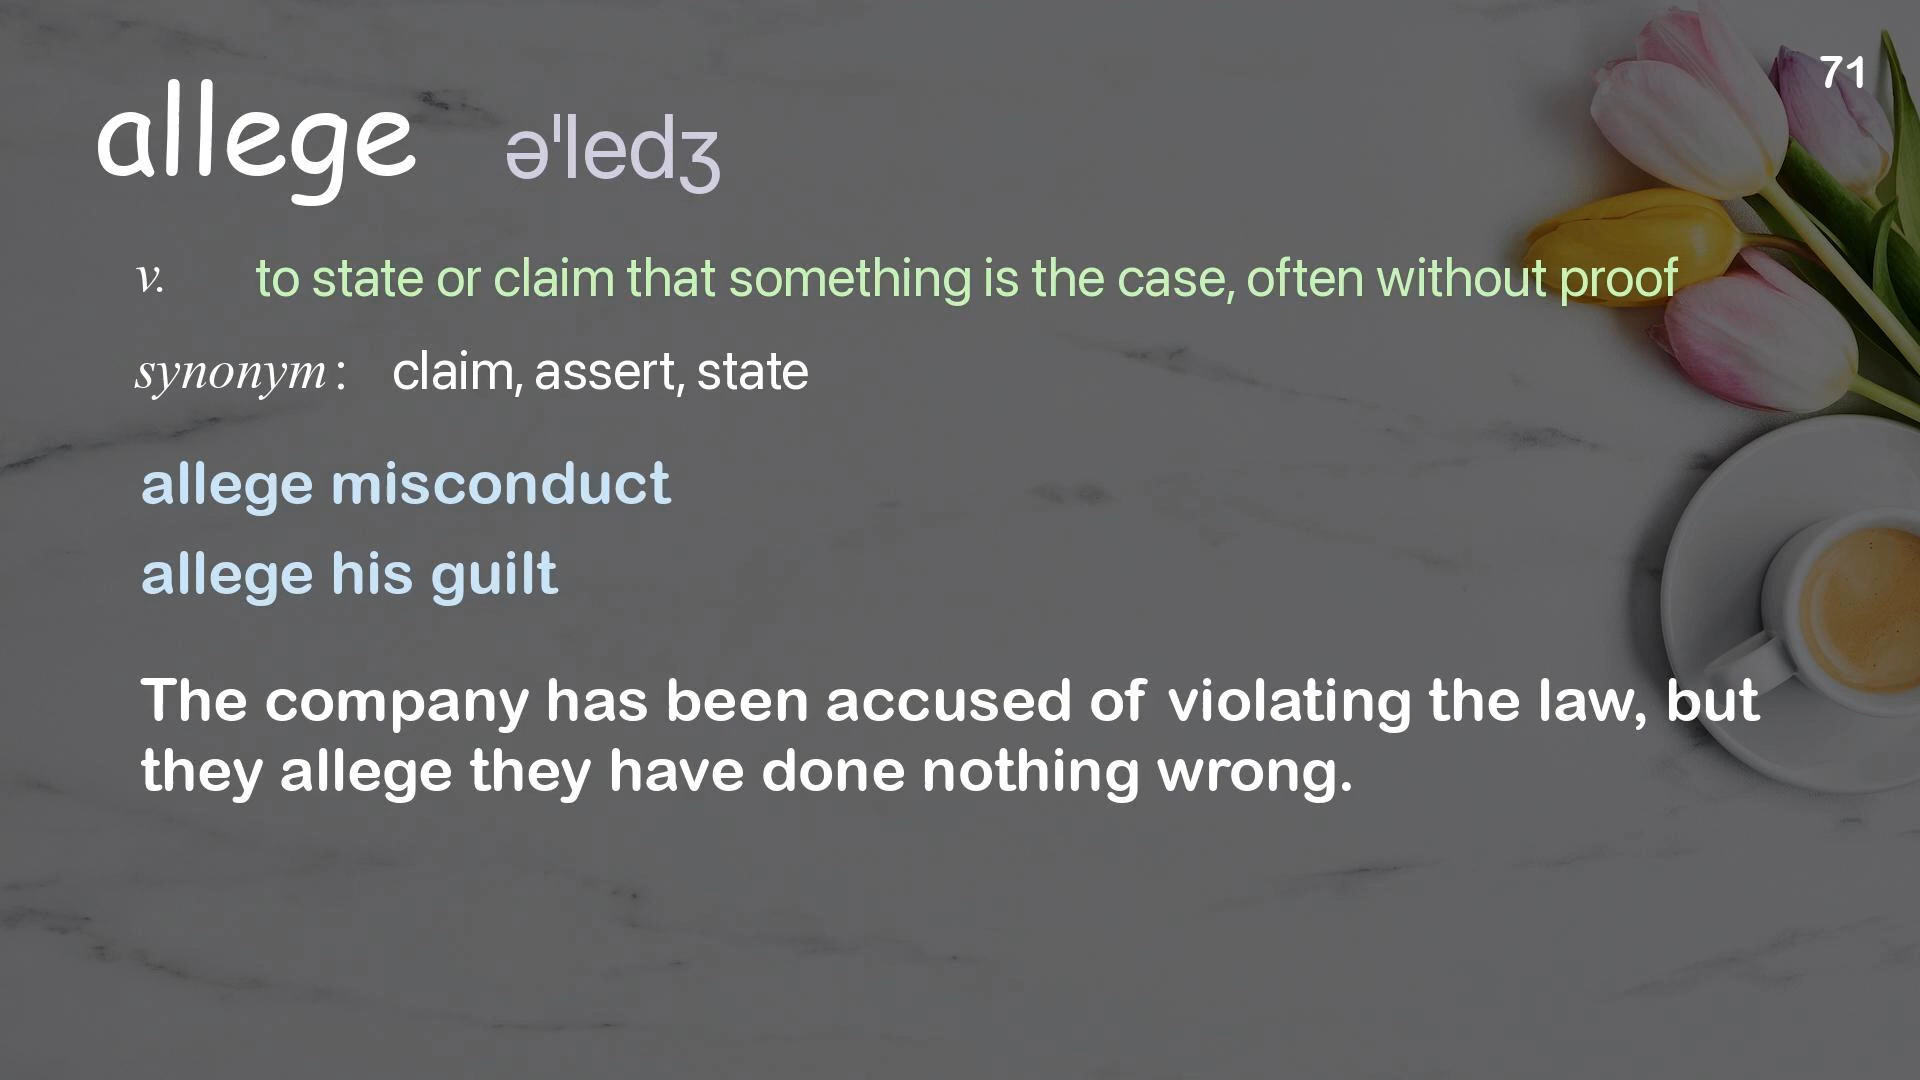 71
allege əˈledʒ
v. to state or claim that something is the case, often without proof
synonym: claim, assert, state
allege misconduct
allege his guilt
The company has been accused of violating the law, but
they allege they have done nothing wrong.